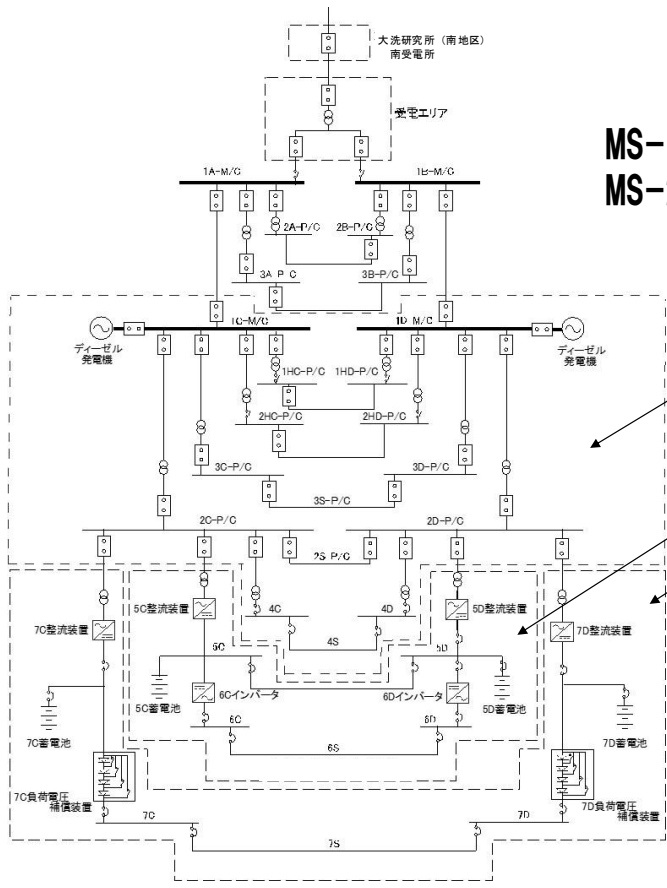 大洗研究所（南地区）
南受電所
受電エリア
MS-
MS-
1A-M/C
1B-M/C
2A-P/C
2B-P/C
3A P C
3B-P/C
1C-M/C
1D M/C
ディーゼル
発電機
ディーゼル
発電機
1HC-P/C
1HD-P/C
2HC-P/C
2HD-P/C
3C-P/C
3D-P/C
3S-P/C
2C-P/C
2D-P/C
2S P/C
5C整流装置
5D整流装置
4C
4D
7C整流装置
7D整流装置
4S
5C
5D
6Cインバータ
6Dインバータ
5C蓄電池
5D蓄電池
7C蓄電池
7D蓄電池
6C
6D
6S
7C負荷電圧
補償装置
7D負荷電圧
補償装置
7C
7D
7S